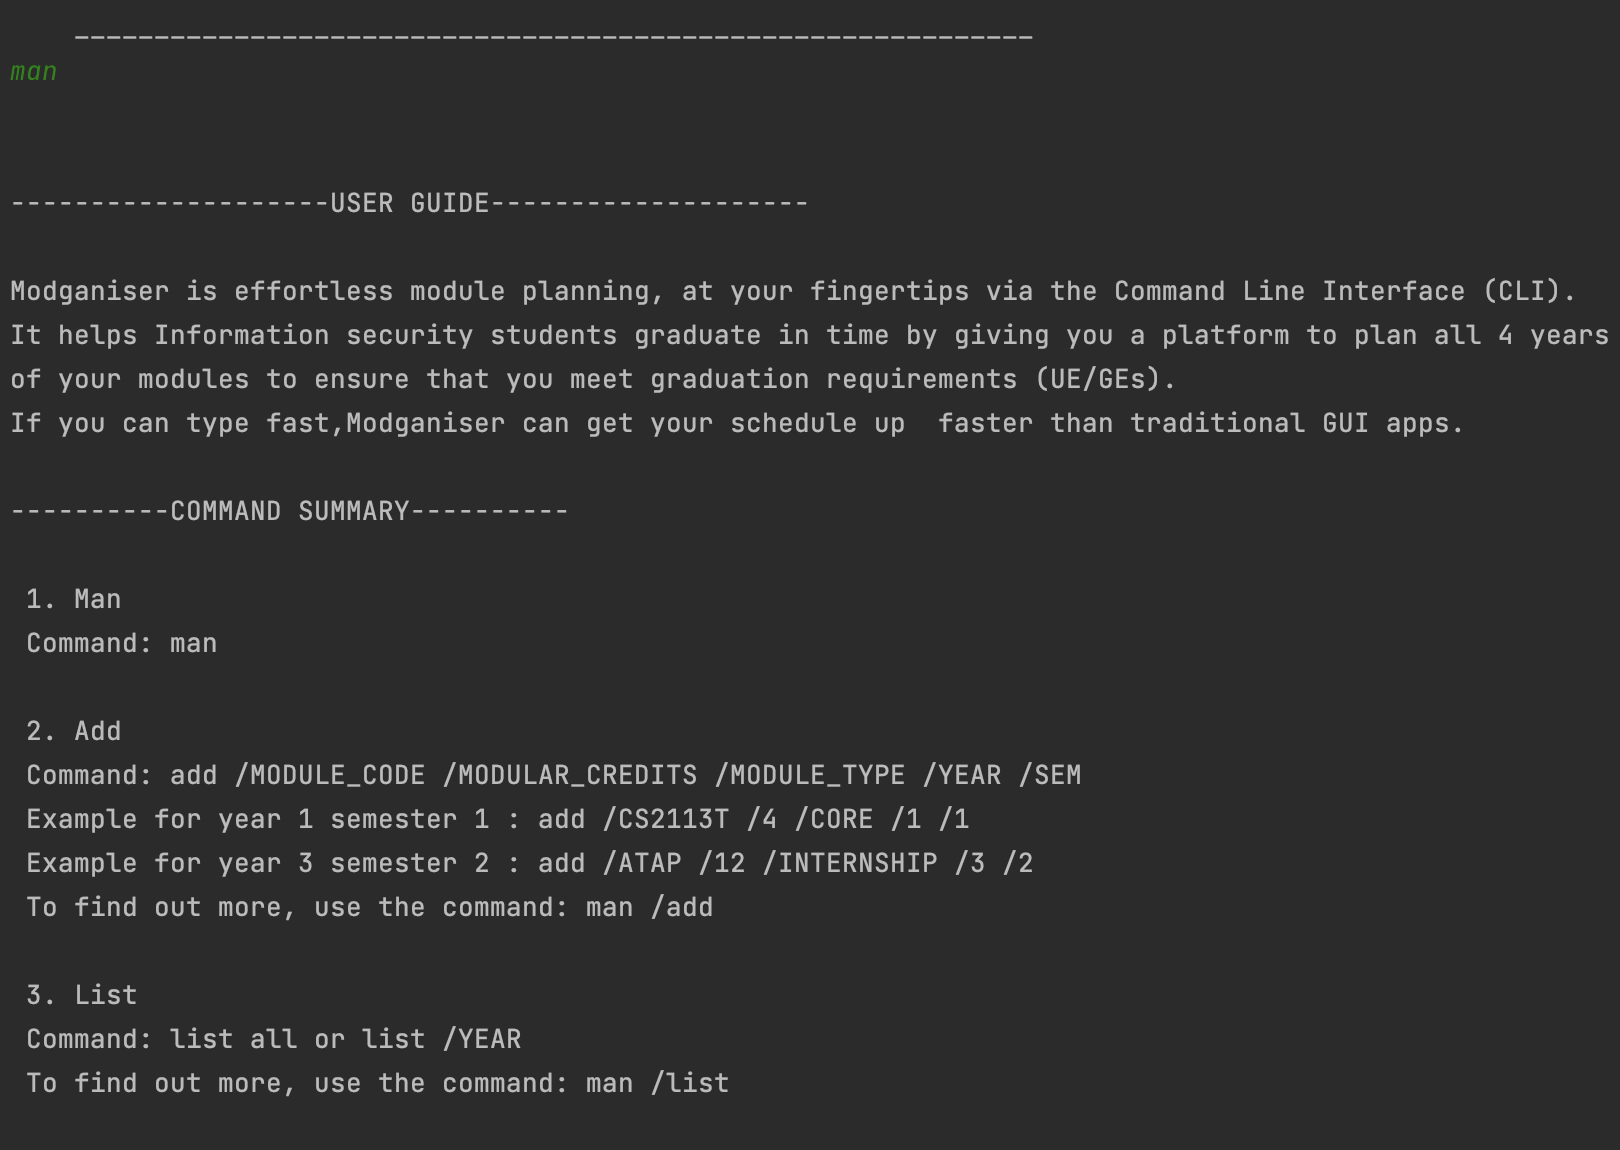 ____________________________________________________________
man
--------------------USER GUIDE--------------------
Modganiser is effortless module planning, at your fingertips via the Command Line Interface (CLI).
It helps Information security students graduate in time by giving you a platform to plan all 4 years
of your modules to ensure that you meet graduation requirements (UE/GEs).
If you can type fast,Modganiser can get your schedule up  faster than traditional GUI apps.
----------COMMAND SUMMARY----------
1. Man
Command: man
2. Add
Command: add /MODULE_CODE /MODULAR_CREDITS /MODULE_TYPE /YEAR /SEM
Example for year 1 semester 1 : add /CS2113T /4 /CORE /1 /1
Example for year 3 semester 2 : add /ATAP /12 /INTERNSHIP /3 /2
To find out more, use the command: man /add
3. List
Command: list all or list /YEAR
To find out more, use the command: man /list